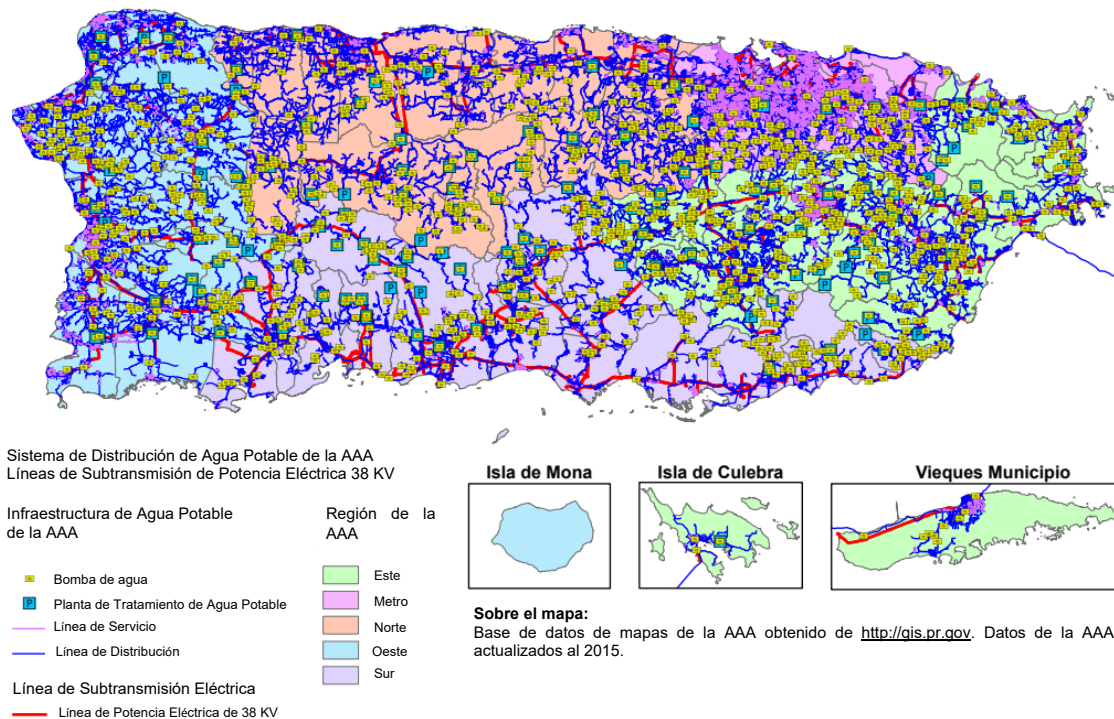 Sistema de Distribución de Agua Potable de la AAA
Líneas de Subtransmisión de Potencia Eléctrica 38 KV
Infraestructura de Agua Potable
de la AAA
Bomba de agua
P Planta de Tratamiento de Agua Potable
Línea de Servicio
Línea de Distribución
Línea de Subtransmisión Eléctrica
Línea de Potencia Eléctrica de 38 KV
Región de la
AAA
Este
Metro
Norte
Oeste
Sur
Isla de Mona
Isla de Culebra
Vieques Municipio
Sobre el mapa:
Base de datos de mapas de la AAA obtenido de http://gis.pr.gov. Datos de la AAA
actualizados al 2015.